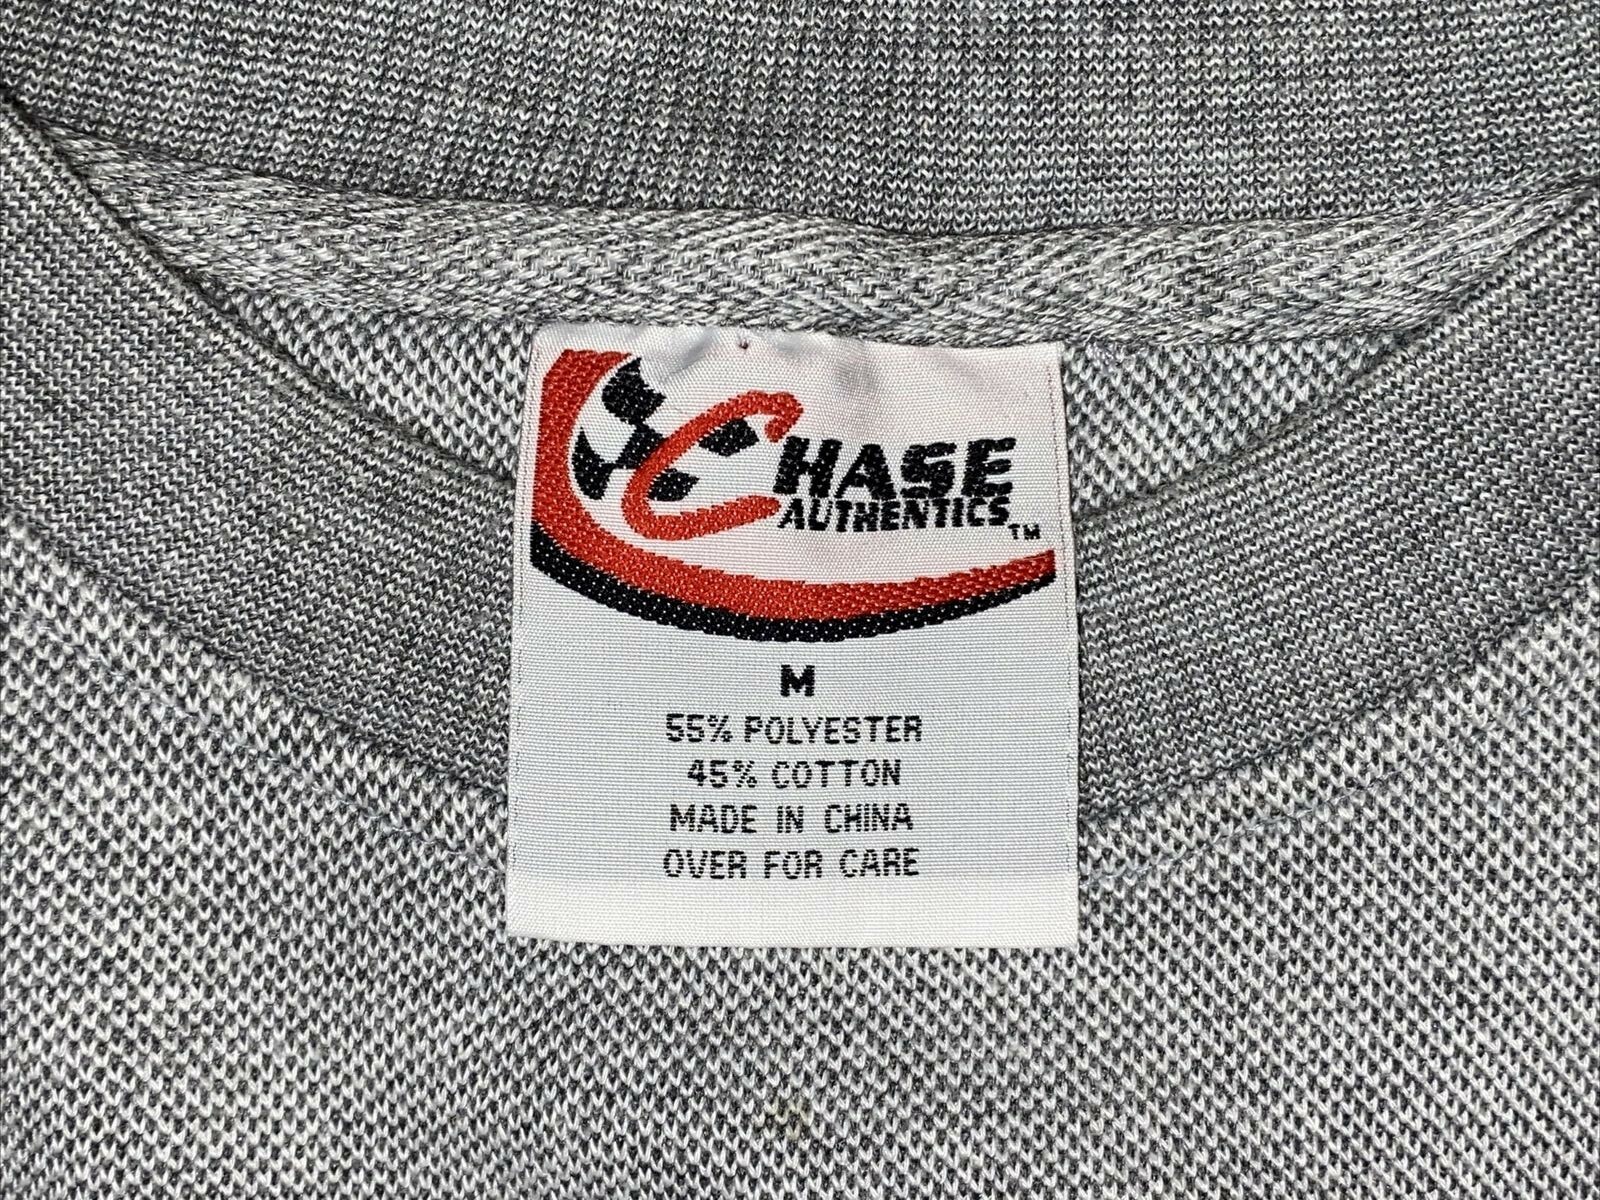 CHASE
AUTHENTICS™
M
55% POLYESTER
45% COTTON
MADE IN CHINA
OVER FOR CARE